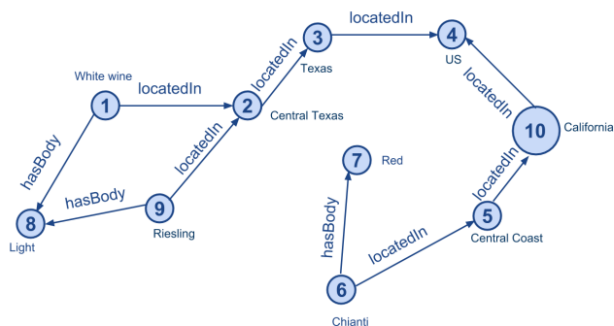 locatedIn
3
4
locatedIn
Texas
US
White wine
locatedIn
locatedIn
1
2
Central Texas
10
California
hasBody
locatedIn
7
Red
hasBody
locatedIn
8
9
5
Light
Riesling
hasBody
locatedIn
Central Coast
6
Chianti